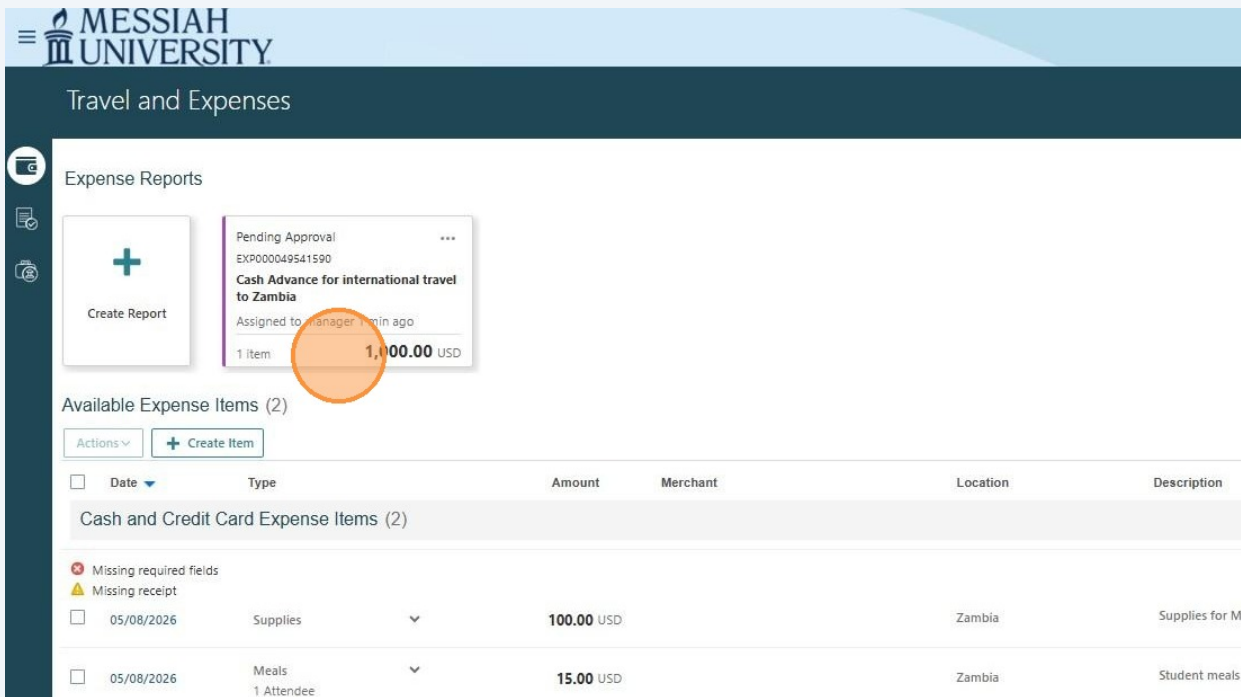 MESSIAH
UNIVERSITY
Travel and Expenses
Expense Reports
Create Report
Pending Approval
EXP000049541590
Cash Advance for international travel
to Zambia
Assigned to manager 1 min ago
1 item 1,000.00 USD
Available Expense Items (2)
Actions
Create Item
Date Type Amount Merchant Location Description
Cash and Credit Card Expense Items (2)
Missing required fields
Missing receipt
05/08/2026 Supplies 100.00 USD Zambia Supplies for M
05/08/2026 Meals 15.00 USD Zambia Student meals
1 Attendee